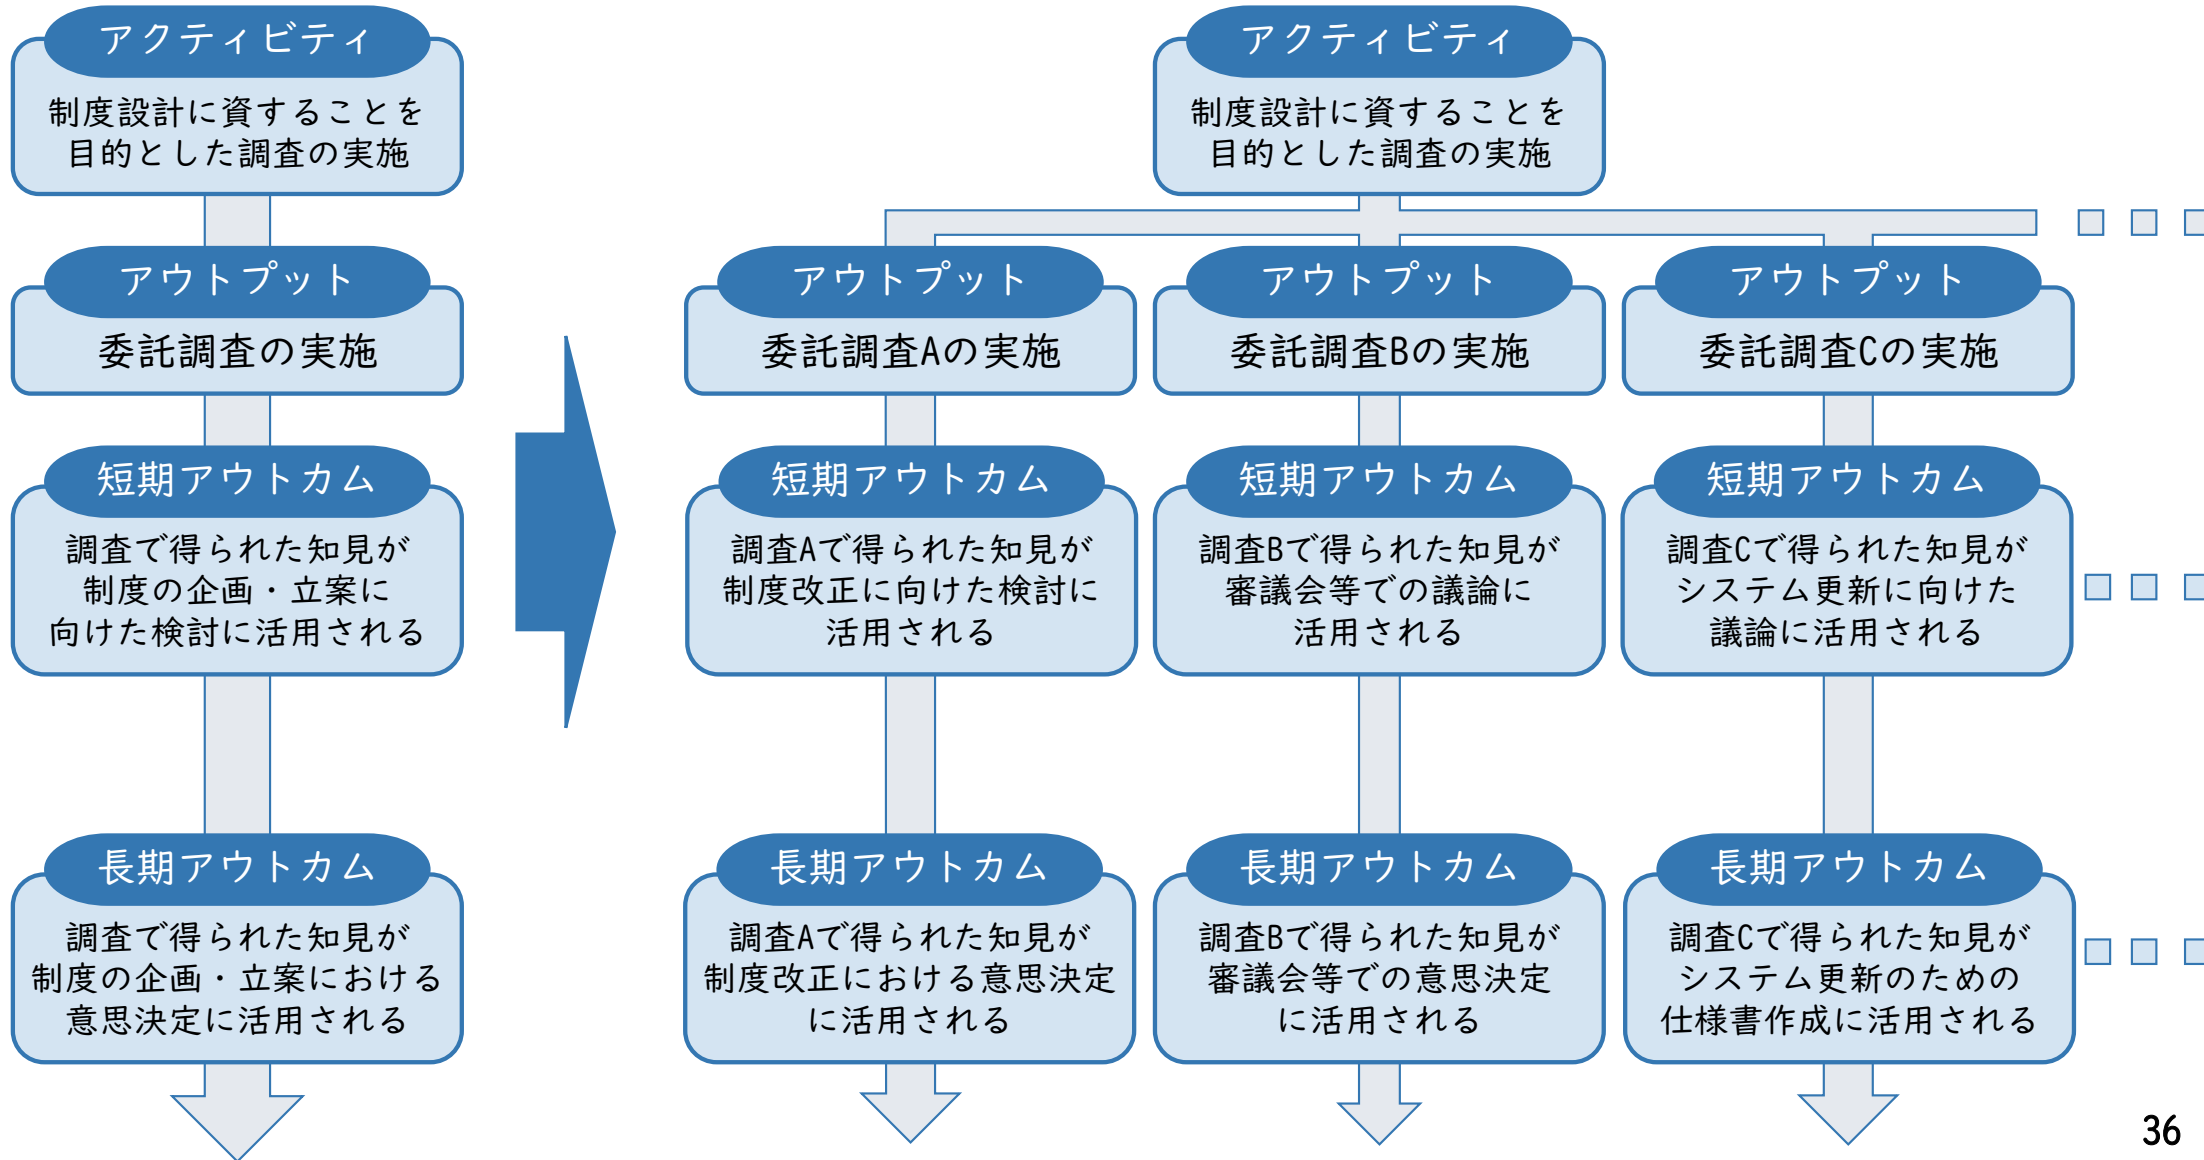 アクティビティ
制度設計に資することを
目的とした調査の実施
アウトプット
委託調査の実施
短期アウトカム
調査で得られた知見が
制度の企画・立案に
向けた検討に活用される
長期アウトカム
調査で得られた知見が
制度の企画・立案における
意思決定に活用される
アクティビティ
制度設計に資することを
目的とした調査の実施
アウトプット
委託調査Aの実施
短期アウトカム
調査Aで得られた知見が
制度改正に向けた検討に
活用される
長期アウトカム
調査Aで得られた知見が
制度改正における意思決定
に活用される
アウトプット
委託調査Bの実施
短期アウトカム
調査Bで得られた知見が
審議会等での議論に
活用される
長期アウトカム
調査Bで得られた知見が
審議会等での意思決定
に活用される
アウトプット
委託調査Cの実施
短期アウトカム
調査Cで得られた知見が
システム更新に向けた
議論に活用される
長期アウトカム
調査Cで得られた知見が
システム更新のための
仕様書作成に活用される
36